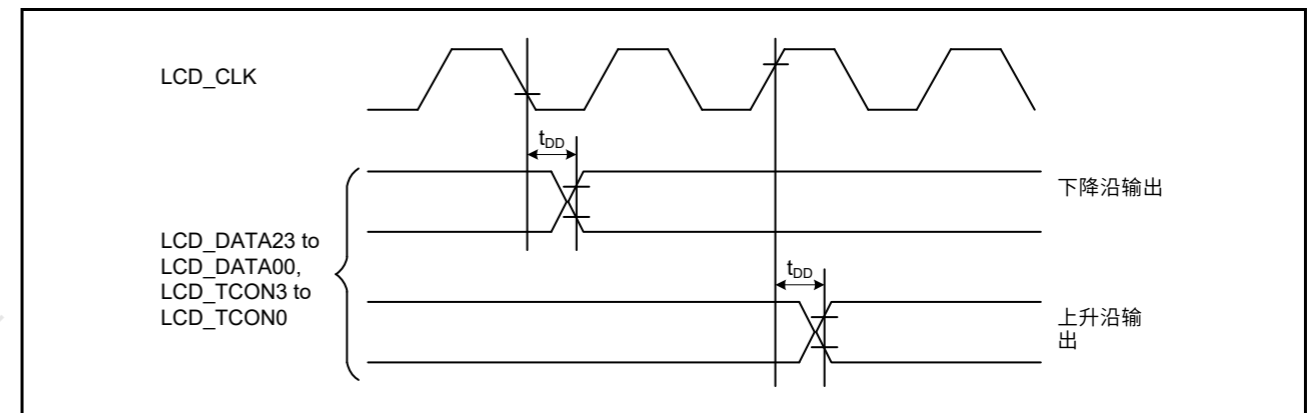 LCD_CLK
tDD
下降沿输出
LCD_DATA23 to
LCD_DATA00,
LCD_TCON3 to
LCD_TCON0
tDD
上升沿输
出